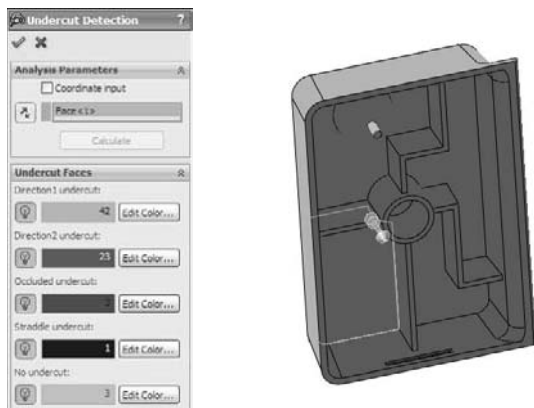 Undercut Detection ?
Analysis Parameters
Coordinate input
Face<1>
Calculate
Undercut Faces
Direction1 undercut:
42 Edit Color...
Direction2 undercut:
23 Edit Color...
Occluded undercut:
Edit Color...
Straddle undercut:
1 Edit Color...
No undercut:
3 Edit Color...